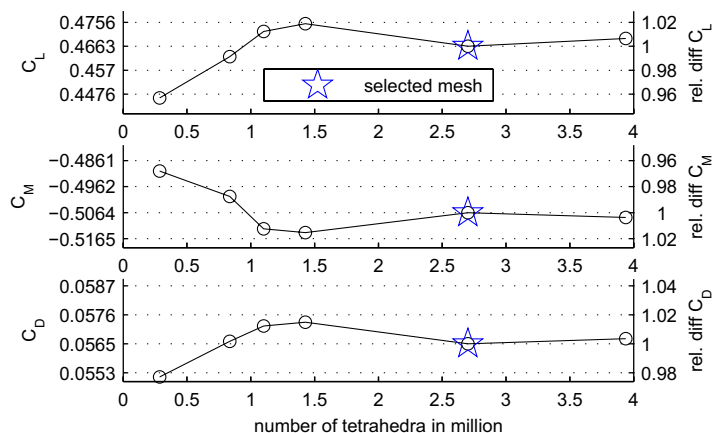 0.4756
0.4663
0.457
0.4476
C_L
1.02
1
0.98
0.96
rel. diff C_L
selected mesh
0 0.5 1 1.5 2 2.5 3 3.5 4
−0.4861
−0.4962
−0.5064
−0.5165
C_M
0.96
0.98
1
1.02
rel. diff C_M
0 0.5 1 1.5 2 2.5 3 3.5 4
0.0587
0.0576
0.0565
0.0553
C_D
1.04
1.02
1
0.98
rel. diff C_D
0 0.5 1 1.5 2 2.5 3 3.5 4
number of tetrahedra in million